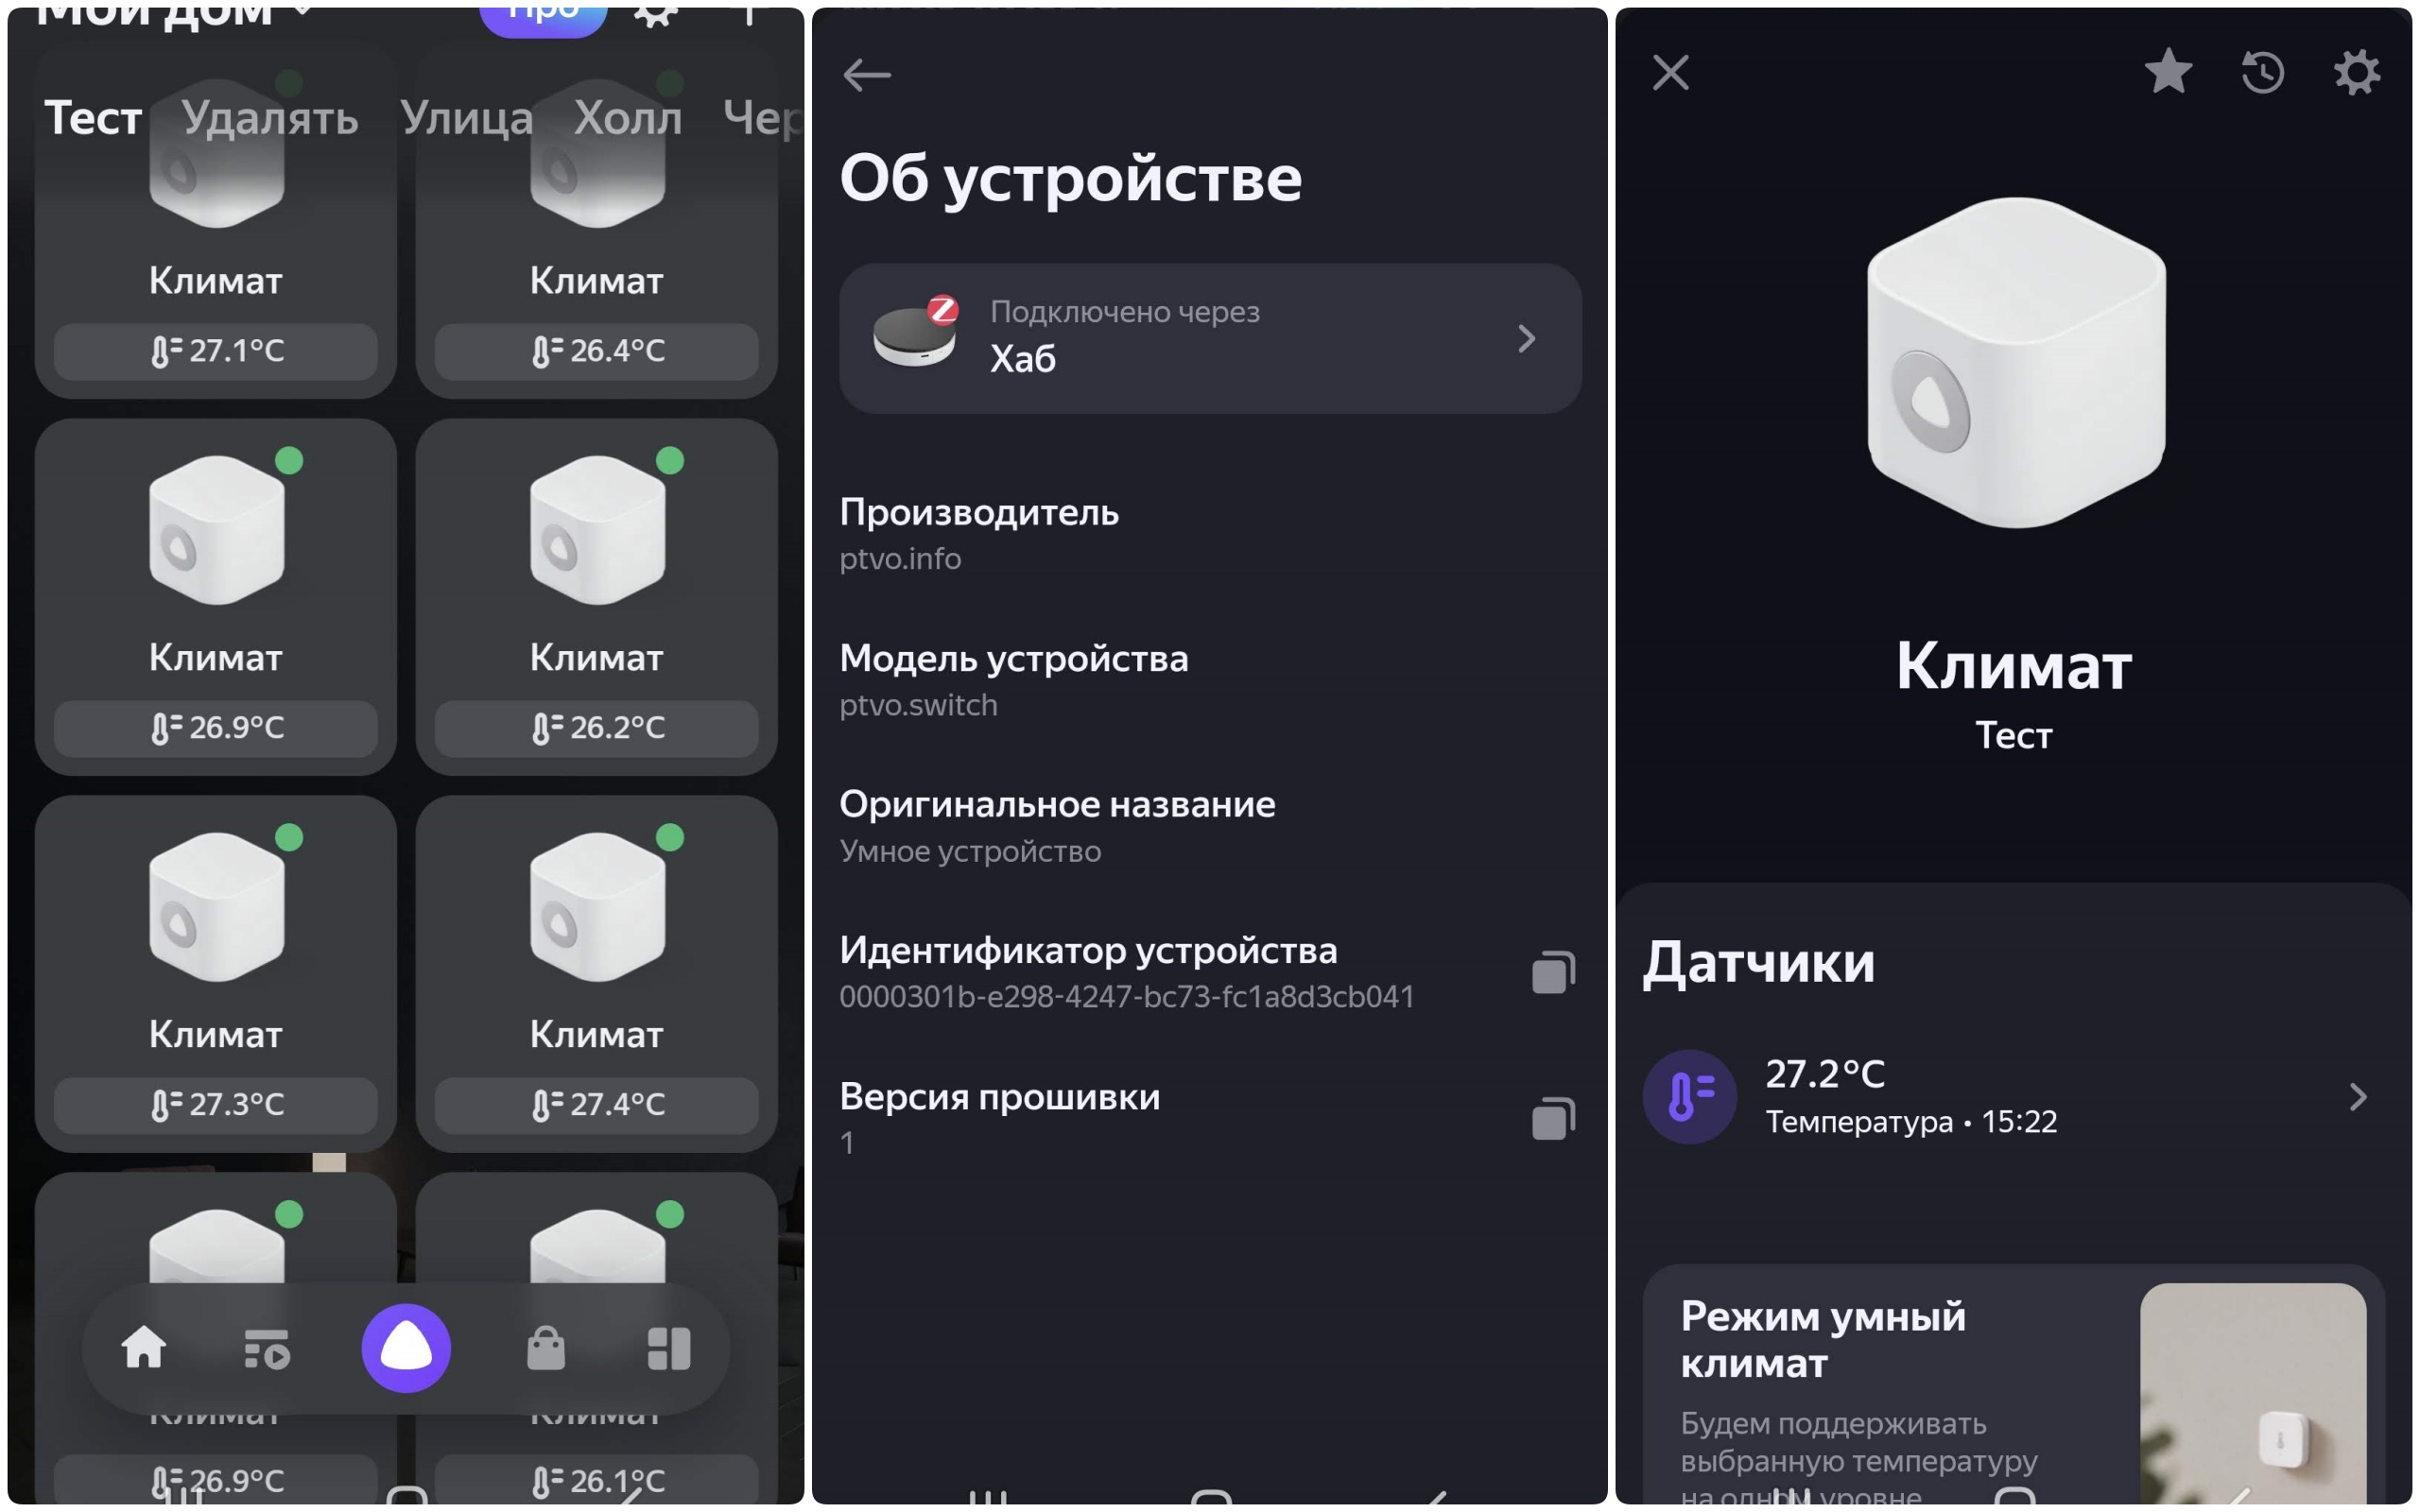 Мой дом
Про
Тест Удалять Улица Холл Чер
Климат Климат
27.1°C 26.4°C
Климат Климат
26.9°C 26.2°C
Климат Климат
27.3°C 27.4°C
Климат Климат
26.9°C 26.1°C
Об устройстве
Подключено через
Хаб
Производитель
ptvo.info
Модель устройства
ptvo.switch
Оригинальное название
Умное устройство
Идентификатор устройства
0000301b-e298-4247-bc73-fc1a8d3cb041
Версия прошивки
1
Климат
Тест
Датчики
27.2°C
Температура • 15:22
Режим умный
климат
Будем поддерживать
выбранную температуру
на одном уровне